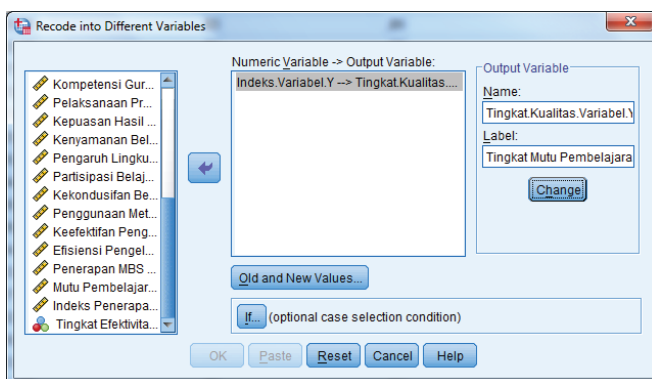 Recode into Different Variables
Kompetensi Gur...
Pelaksanaan Pr...
Kepuasan Hasil ...
Kenyamanan Bel...
Pengaruh Lingku...
Partisipasi Belaj...
Kekondusifan Be...
Penggunaan Met...
Keefektifan Peng...
Efisiensi Pengel...
Penerapan MBS ...
Mutu Pembelajar...
Indeks Penerapa...
Tingkat Efektivita...
Numeric Variable -> Output Variable:
Indeks.Variabel.Y --> Tingkat.Kualitas....
Output Variable
Name:
Tingkat.Kualitas.Variabel.Y
Label:
Tingkat Mutu Pembelajara
Change
Old and New Values...
If... (optional case selection condition)
OK Paste Reset Cancel Help